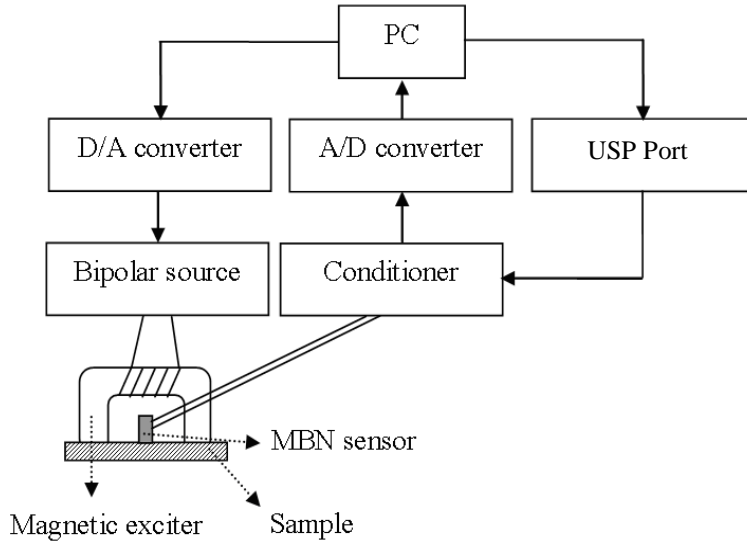 PC
D/A converter
A/D converter
USP Port
Bipolar source
Conditioner
MBN sensor
Magnetic exciter
Sample